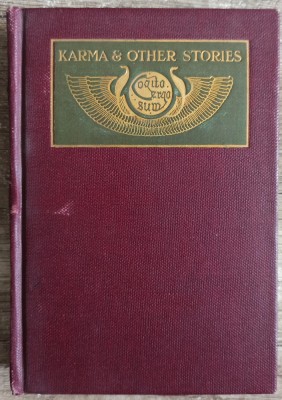 KARMA & OTHER STORIES
Cogito
ergo
sum